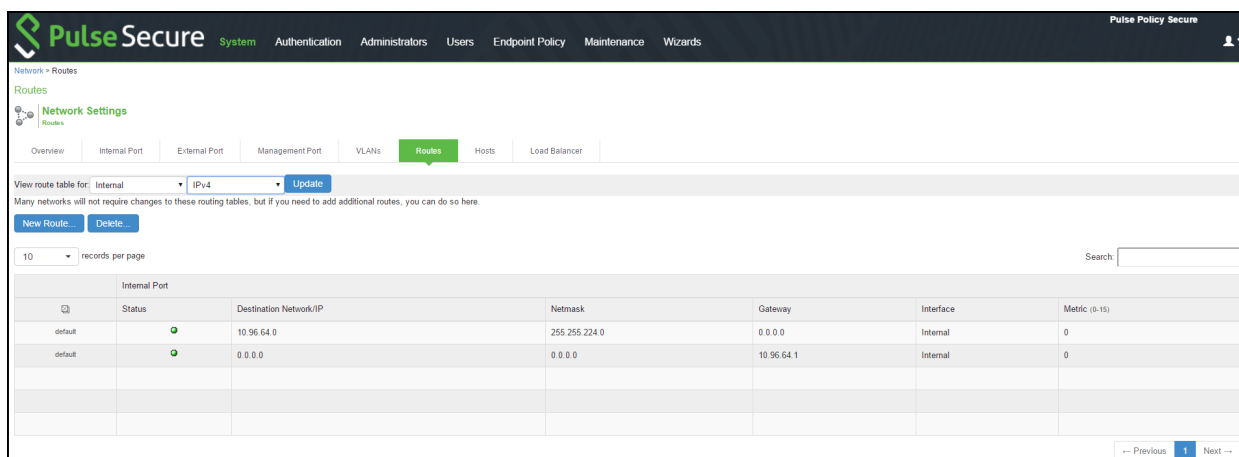 Pulse Policy Secure
Pulse Secure System Authentication Administrators Users Endpoint Policy Maintenance Wizards
Network > Routes
Routes
Network Settings
Routes
Overview Internal Port External Port Management Port VLANs Routes Hosts Load Balancer
View route table for: Internal IPv4 Update
Many networks will not require changes to these routing tables, but if you need to add additional routes, you can do so here.
New Route... Delete...
10 records per page Search:
Internal Port
Status Destination Network/IP Netmask Gateway Interface Metric (0-15)
default 10.96.64.0 255.255.224.0 0.0.0.0 Internal 0
default 0.0.0.0 0.0.0.0 10.96.64.1 Internal 0
← Previous 1 Next →